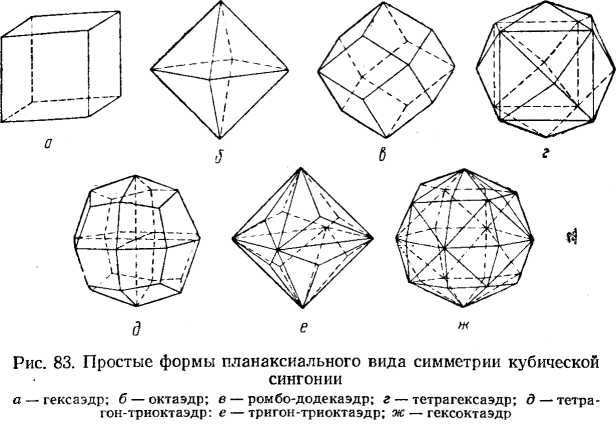 а
б
в
г
д
е
ж
Рис. 83. Простые формы планаксиального вида симметрии кубической
сингонии
а — гексаэдр; б — октаэдр; в — ромбо-додекаэдр; г — тетрагексаэдр; д — тетра-
гон-триоктаэдр: е — тригон-триоктаэдр; ж — гексоктаэдр